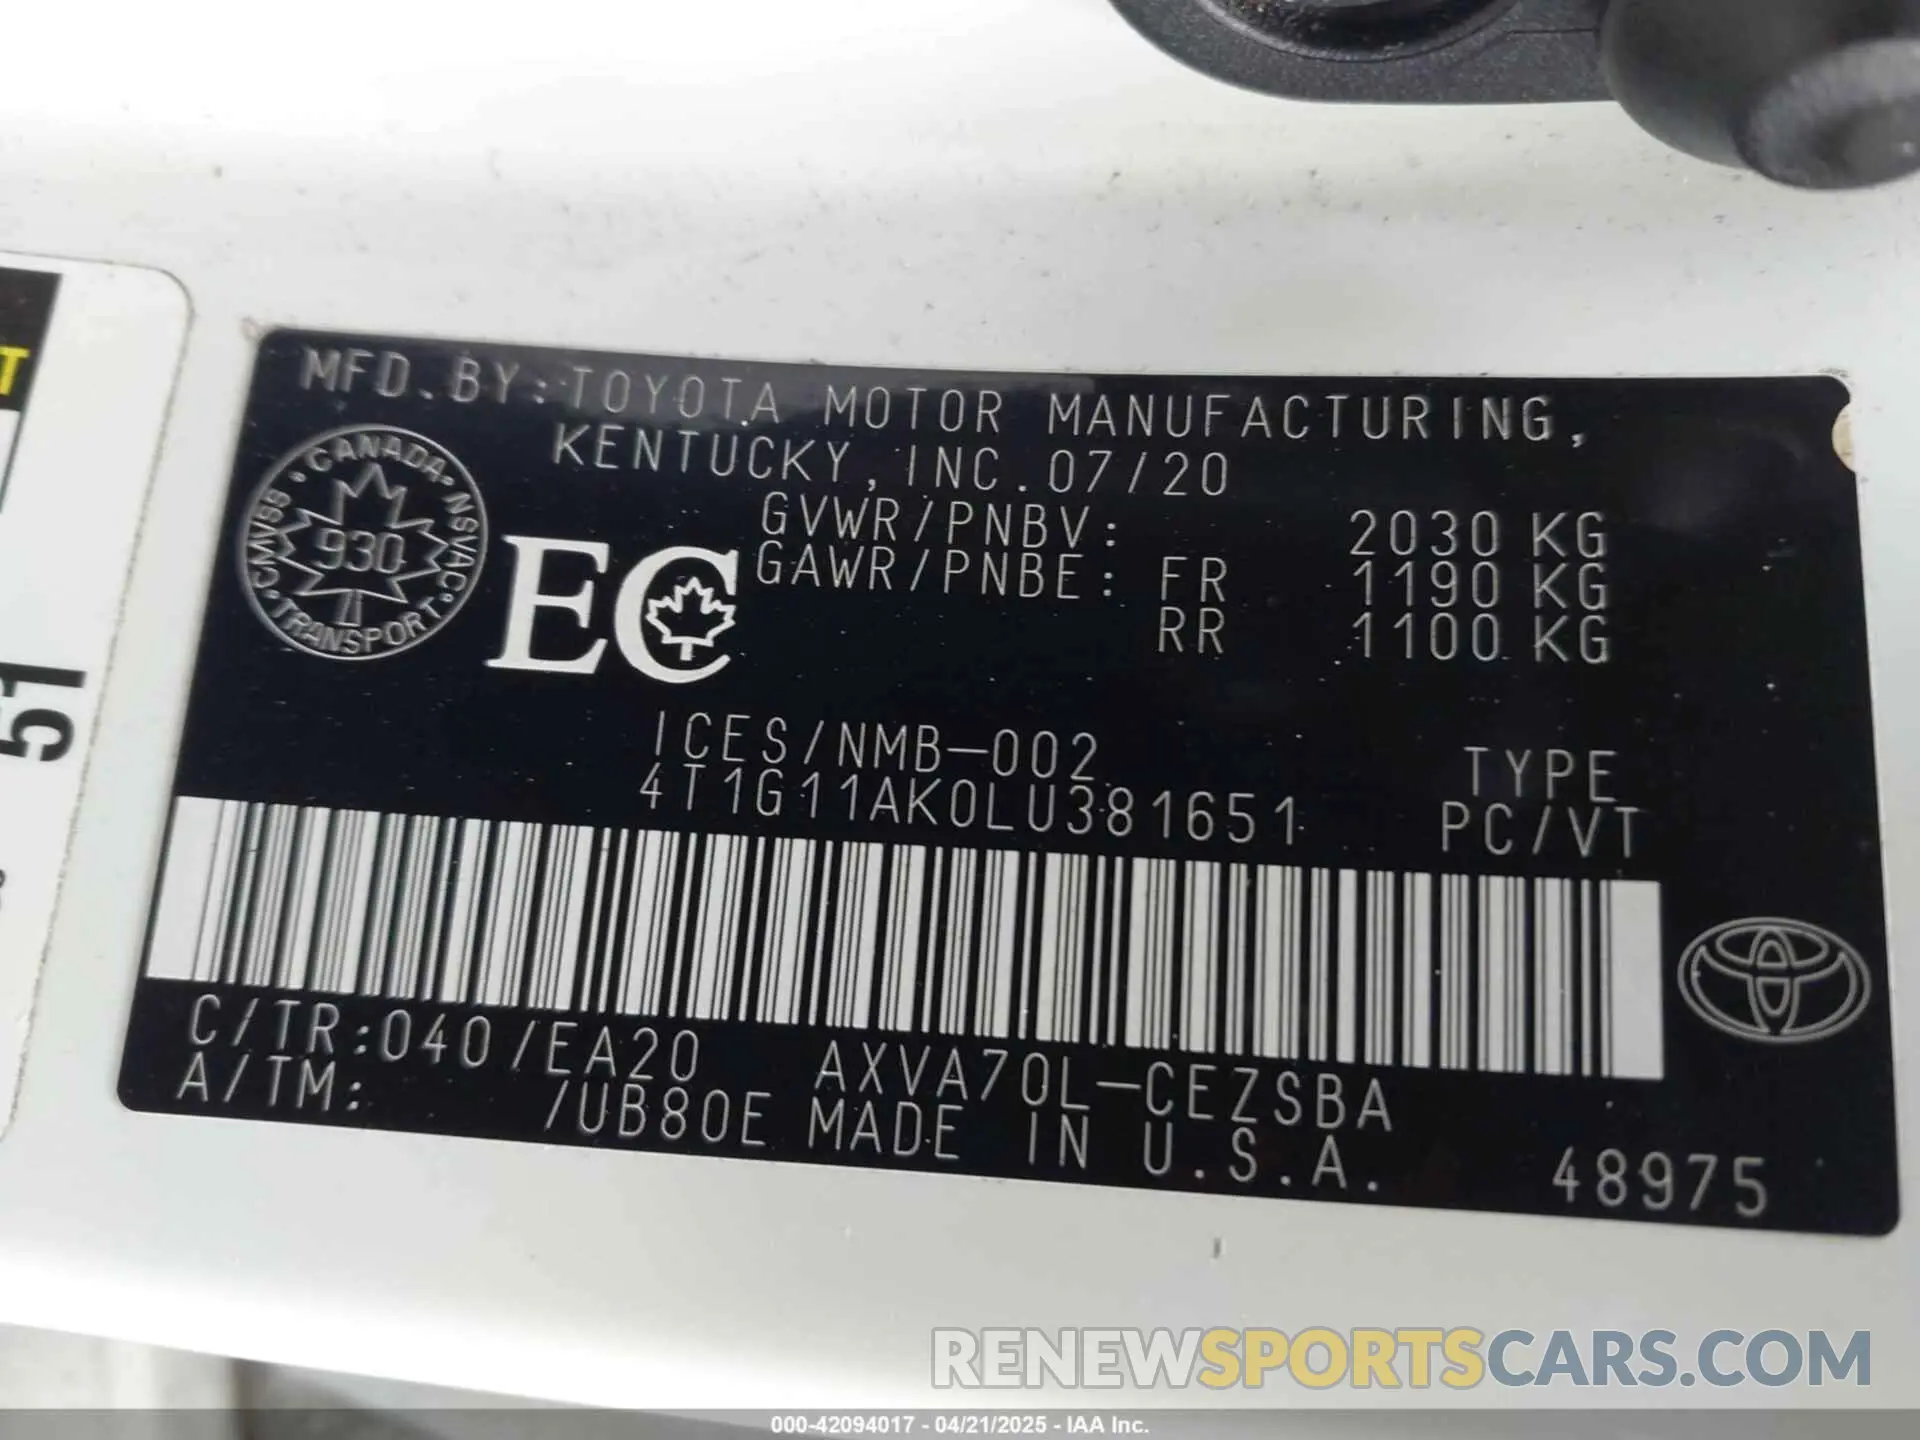 MFD.BY:TOYOTA MOTOR MANUFACTURING,
KENTUCKY, INC. 07/20
GVWR/PNBV: 2030 KG
GAWR/PNBE: FR 1190 KG
RR 1100 KG
CANADA · NSVAC · TRANSPORT · CMVSS ·
930
EC
ICES/NMB-002
4T1G11AK0LU381651
TYPE
PC/VT
C/TR:040/EA20 AXVA70L-CEZSBA
A/TM: /UB80E MADE IN U.S.A.
48975
T
51
RENEWSPORTSCARS.COM
000-42094017 - 04/21/2025 - IAA Inc.